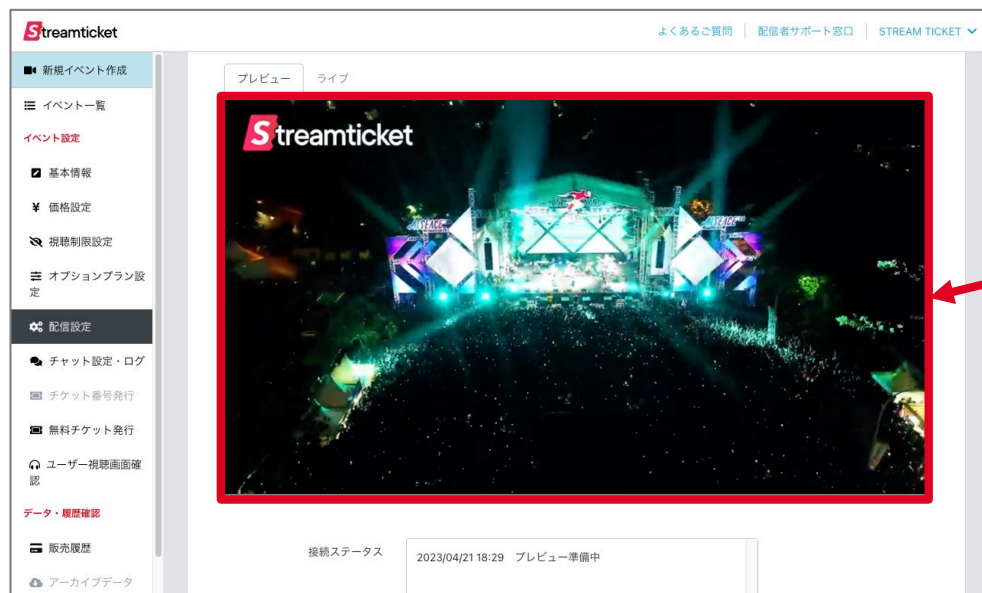 Streamticket
よくあるご質問
配信者サポート窓口
STREAM TICKET
新規イベント作成
イベント一覧
イベント設定
基本情報
¥ 価格設定
視聴制限設定
オプションプラン設
定
配信設定
チャット設定・ログ
チケット番号発行
無料チケット発行
ユーザー視聴画面確
認
データ・履歴確認
販売履歴
アーカイブデータ
プレビュー
ライブ
Streamticket
接続ステータス
2023/04/21 18:29 プレビュー準備中